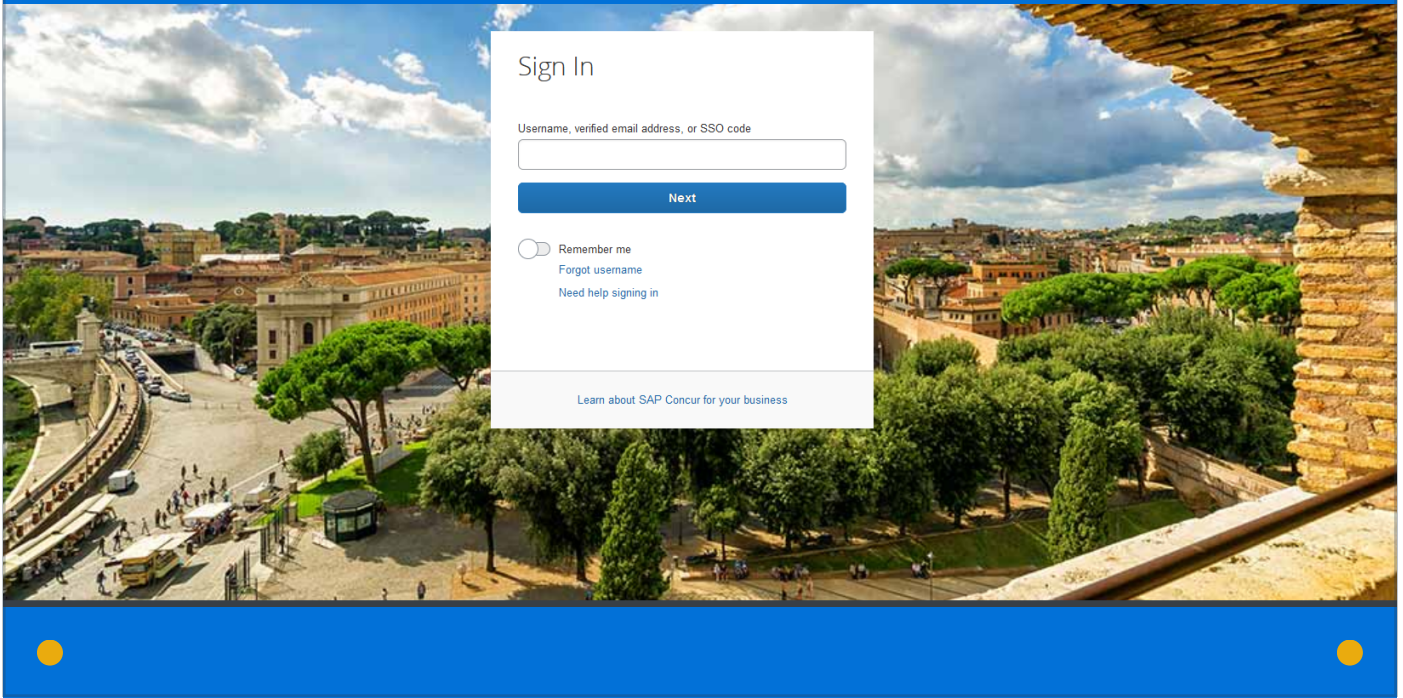 Sign In
Username, verified email address, or SSO code
Next
Remember me
Forgot username
Need help signing in
Learn about SAP Concur for your business